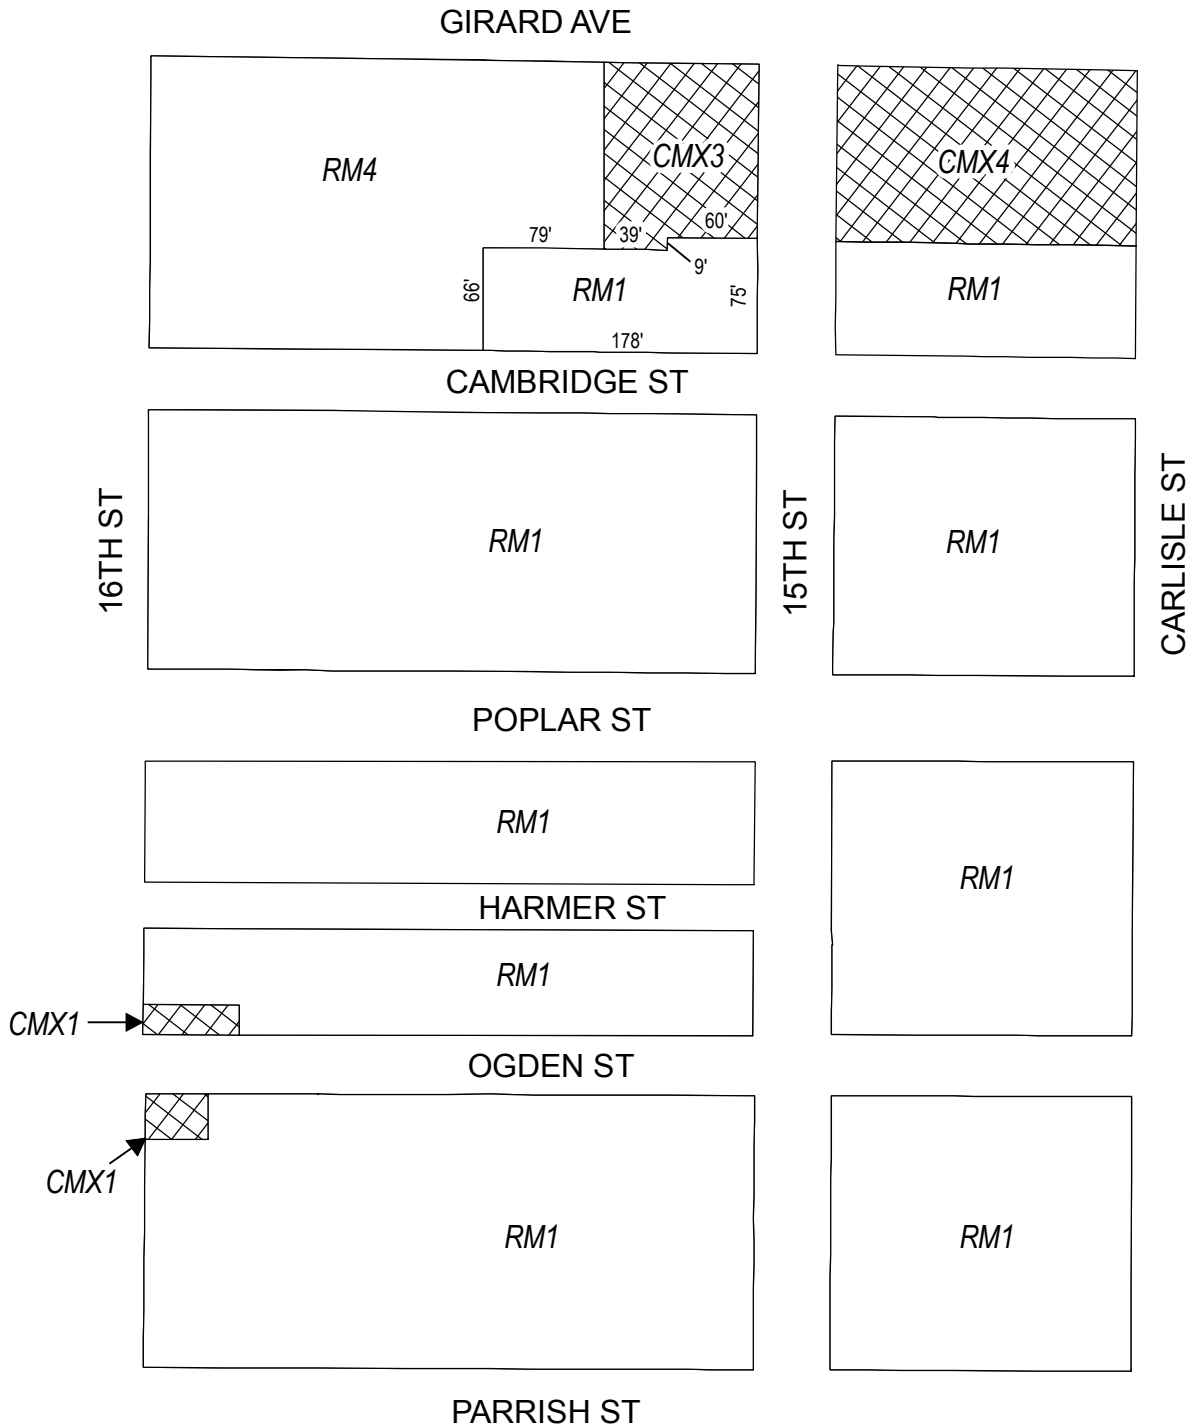 GIRARD AVE
RM4
CMX3
CMX4
79'
39'
60'
9'
66'
RM1
75'
RM1
178'
CAMBRIDGE ST
16TH ST
RM1
15TH ST
RM1
CARLISLE ST
POPLAR ST
RM1
RM1
HARMER ST
RM1
CMX1
OGDEN ST
CMX1
RM1
RM1
PARRISH ST